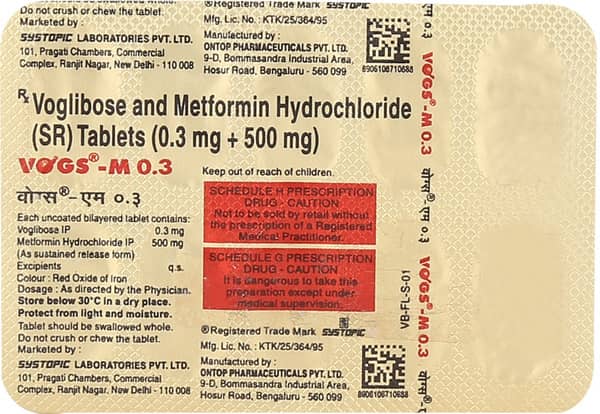 Do not crush or chew the tablet.
Marketed by :
SYSTOPIC LABORATORIES PVT. LTD.
101, Pragati Chambers, Commercial
Complex, Ranjit Nagar, New Delhi - 110 008
®Registered Trade Mark SYSTOPIC
Mfg. Lic. No. : KTK/25/364/95
Manufactured by :
ONTOP PHARMACEUTICALS PVT. LTD.
9-D, Bommasandra Industrial Area,
Hosur Road, Bengaluru - 560 099
8906106710688
Rx Voglibose and Metformin Hydrochloride
(SR) Tablets (0.3 mg + 500 mg)
VOGS®-M 0.3
वोग्स®-एम ०.३
Each uncoated bilayered tablet contains:
Voglibose IP 0.3 mg
Metformin Hydrochloride IP 500 mg
(As sustained release form)
Excipients q.s.
Colour : Red Oxide of Iron
Dosage : As directed by the Physician.
Store below 30°C in a dry place.
Protect from light and moisture.
Tablet should be swallowed whole.
Do not crush or chew the tablet.
Marketed by :
SYSTOPIC LABORATORIES PVT. LTD.
101, Pragati Chambers, Commercial
Complex, Ranjit Nagar, New Delhi - 110 008
Keep out of reach of children.
SCHEDULE H PRESCRIPTION
DRUG - CAUTION
Not to be sold by retail without
the prescription of a Registered
Medical Practitioner.
SCHEDULE G PRESCRIPTION
DRUG - CAUTION
It is dangerous to take this
preparation except under
medical supervision.
®Registered Trade Mark SYSTOPIC
Mfg. Lic. No. : KTK/25/364/95
Manufactured by :
ONTOP PHARMACEUTICALS PVT. LTD.
9-D, Bommasandra Industrial Area,
Hosur Road, Bengaluru - 560 099
8906106710688
VB-FL-S-01
VOGS®-M 0.3
वोग्स®-एम ०.३
VOGS®-M 0.3
वोग्स®-एम